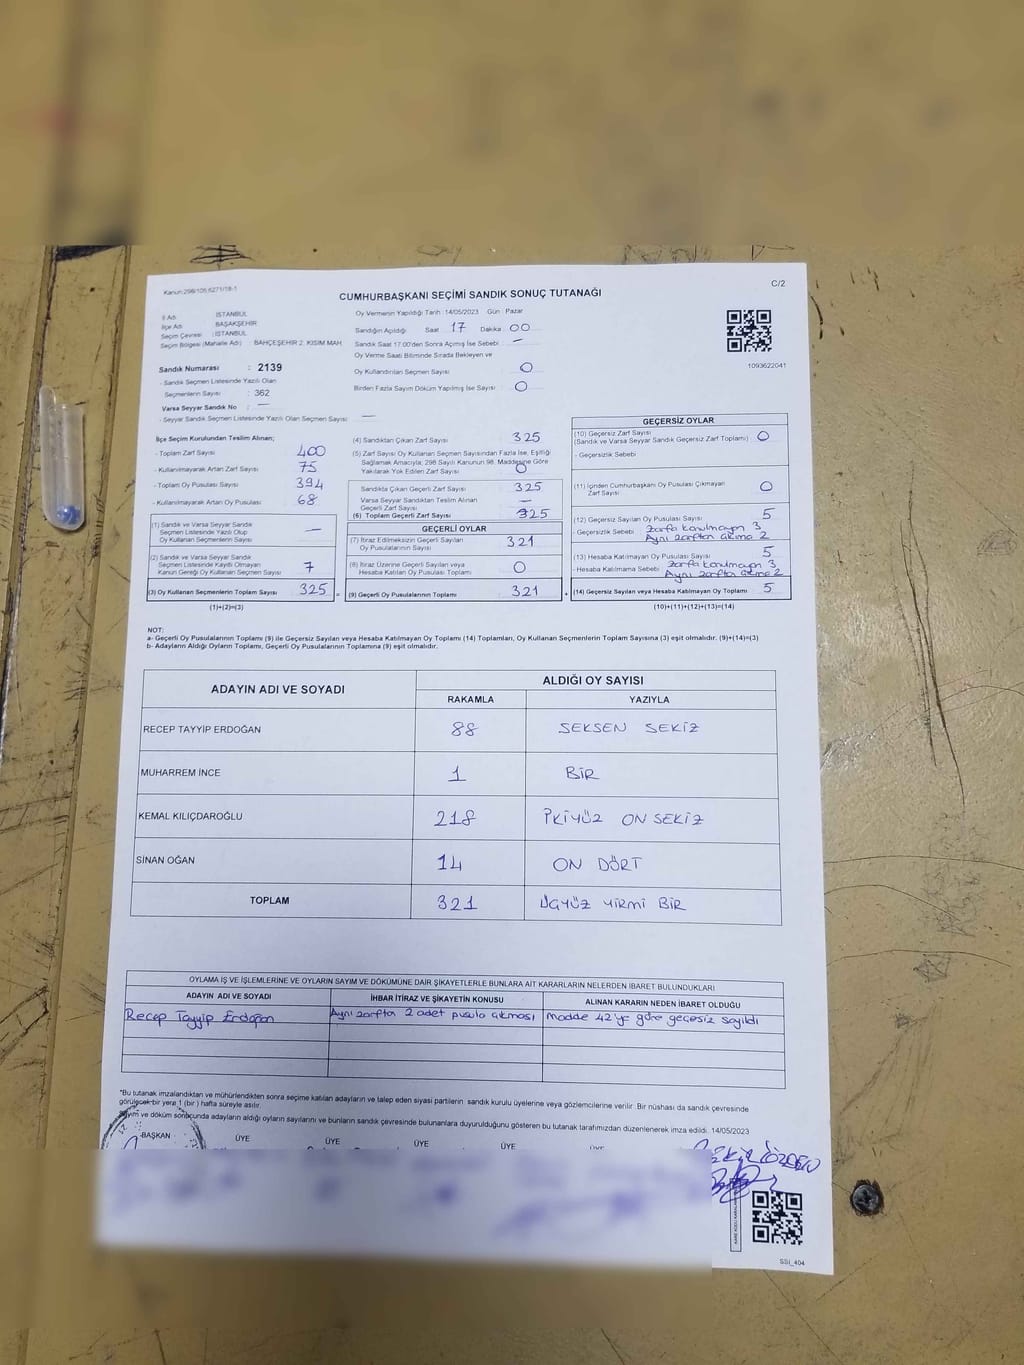 Kanun:298/105,6271/18-1
C/2
CUMHURBAŞKANI SEÇİMİ SANDIK SONUÇ TUTANAĞI
İl Adı : İSTANBUL
İlçe Adı : BAŞAKŞEHİR
Seçim Çevresi : İSTANBUL
Seçim Bölgesi (Mahalle Adı) : BAHÇEŞEHİR 2. KISIM MAH.
Sandık Numarası : 2139
- Sandık Seçmen Listesinde Yazılı Olan
Seçmenlerin Sayısı : 362
Varsa Seyyar Sandık No : —
- Seyyar Sandık Seçmen Listesinde Yazılı Olan Seçmen Sayısı : —
Oy Vermenin Yapıldığı Tarih : 14/05/2023 Gün : Pazar
Sandığın Açıldığı Saat 17 Dakika 00
Sandık Saat 17:00'den Sonra Açılmış İse Sebebi : —
Oy Verme Saati Bitiminde Sırada Bekleyen ve
Oy Kullandırılan Seçmen Sayısı : 0
Birden Fazla Sayım Döküm Yapılmış İse Sayısı : 0
1093622041
İlçe Seçim Kurulundan Teslim Alınan;
- Toplam Zarf Sayısı 400
- Kullanılmayarak Artan Zarf Sayısı 75
- Toplam Oy Pusulası Sayısı 394
- Kullanılmayarak Artan Oy Pusulası 68
(1) Sandık ve Varsa Seyyar Sandık
Seçmen Listesinde Yazılı Olup
Oy Kullanan Seçmenlerin Sayısı —
(2) Sandık ve Varsa Seyyar Sandık
Seçmen Listesinde Kayıtlı Olmayan
Kanun Gereği Oy Kullanan Seçmen Sayısı 7
(3) Oy Kullanan Seçmenlerin Toplam Sayısı 325 =
(1)+(2)=(3)
(4) Sandıktan Çıkan Zarf Sayısı 325
(5) Zarf Sayısı Oy Kullanan Seçmen Sayısından Fazla İse, Eşitliği
Sağlamak Amacıyla; 298 Sayılı Kanunun 98. Maddesine Göre
Yakılarak Yok Edilen Zarf Sayısı 0
Sandıkta Çıkan Geçerli Zarf Sayısı 325
Varsa Seyyar Sandıktan Teslim Alınan
Geçerli Zarf Sayısı —
(6) Toplam Geçerli Zarf Sayısı 325
GEÇERLİ OYLAR
(7) İtiraz Edilmeksizin Geçerli Sayılan
Oy Pusulalarının Sayısı 321
(8) İtiraz Üzerine Geçerli Sayılan veya
Hesaba Katılan Oy Pusulası Toplamı 0
(9) Geçerli Oy Pusulalarının Toplamı 321 +
GEÇERSİZ OYLAR
(10) Geçersiz Zarf Sayısı
(Sandık ve Varsa Seyyar Sandık Geçersiz Zarf Toplamı) 0
- Geçersizlik Sebebi
(11) İçinden Cumhurbaşkanı Oy Pusulası Çıkmayan
Zarf Sayısı 0
(12) Geçersiz Sayılan Oy Pusulası Sayısı 5
- Geçersizlik Sebebi : zarfa konulmayan 3
Aynı zarftan çıkma 2
(13) Hesaba Katılmayan Oy Pusulası Sayısı 5
- Hesaba Katılmama Sebebi : zarfa konulmayan 3
Aynı zarftan çıkma 2
(14) Geçersiz Sayılan veya Hesaba Katılmayan Oy Toplamı 5
(10)+(11)+(12)+(13)=(14)
NOT:
a- Geçerli Oy Pusulalarının Toplamı (9) ile Geçersiz Sayılan veya Hesaba Katılmayan Oy Toplamı (14) Toplamları, Oy Kullanan Seçmenlerin Toplam Sayısına (3) eşit olmalıdır. (9)+(14)=(3)
b- Adayların Aldığı Oyların Toplamı, Geçerli Oy Pusulalarının Toplamına (9) eşit olmalıdır.
ADAYIN ADI VE SOYADI ALDIĞI OY SAYISI
RAKAMLA YAZIYLA
RECEP TAYYİP ERDOĞAN 88 SEKSEN SEKİZ
MUHARREM İNCE 1 BİR
KEMAL KILIÇDAROĞLU 218 İKİYÜZ ON SEKİZ
SİNAN OĞAN 14 ON DÖRT
TOPLAM 321 ÜÇYÜZ YİRMİ BİR
OYLAMA İŞ VE İŞLEMLERİNE VE OYLARIN SAYIM VE DÖKÜMÜNE DAİR ŞİKAYETLERLE BUNLARA AİT KARARLARIN NELERDEN İBARET BULUNDUKLARI
ADAYIN ADI VE SOYADI İHBAR İTİRAZ VE ŞİKAYETİN KONUSU ALINAN KARARIN NEDEN İBARET OLDUĞU
Recep Tayyip Erdoğan Aynı zarftan 2 adet pusula çıkması madde 42'ye göre geçersiz sayıldı
*Bu tutanak imzalandıktan ve mühürlendikten sonra seçime katılan adayların ve talep eden siyasi partilerin sandık kurulu üyelerine veya gözlemcilerine verilir. Bir nüshası da sandık çevresinde
görülecek bir yere 1 (bir) hafta süreyle asılır.
Sayım ve döküm sonucunda adayların aldığı oyların sayılarını ve bunların sandık çevresinde bulunanlara duyurulduğunu gösteren bu tutanak tarafımızdan düzenlenerek imza edildi. 14/05/2023
BAŞKAN ÜYE ÜYE ÜYE ÜYE
SSI_404